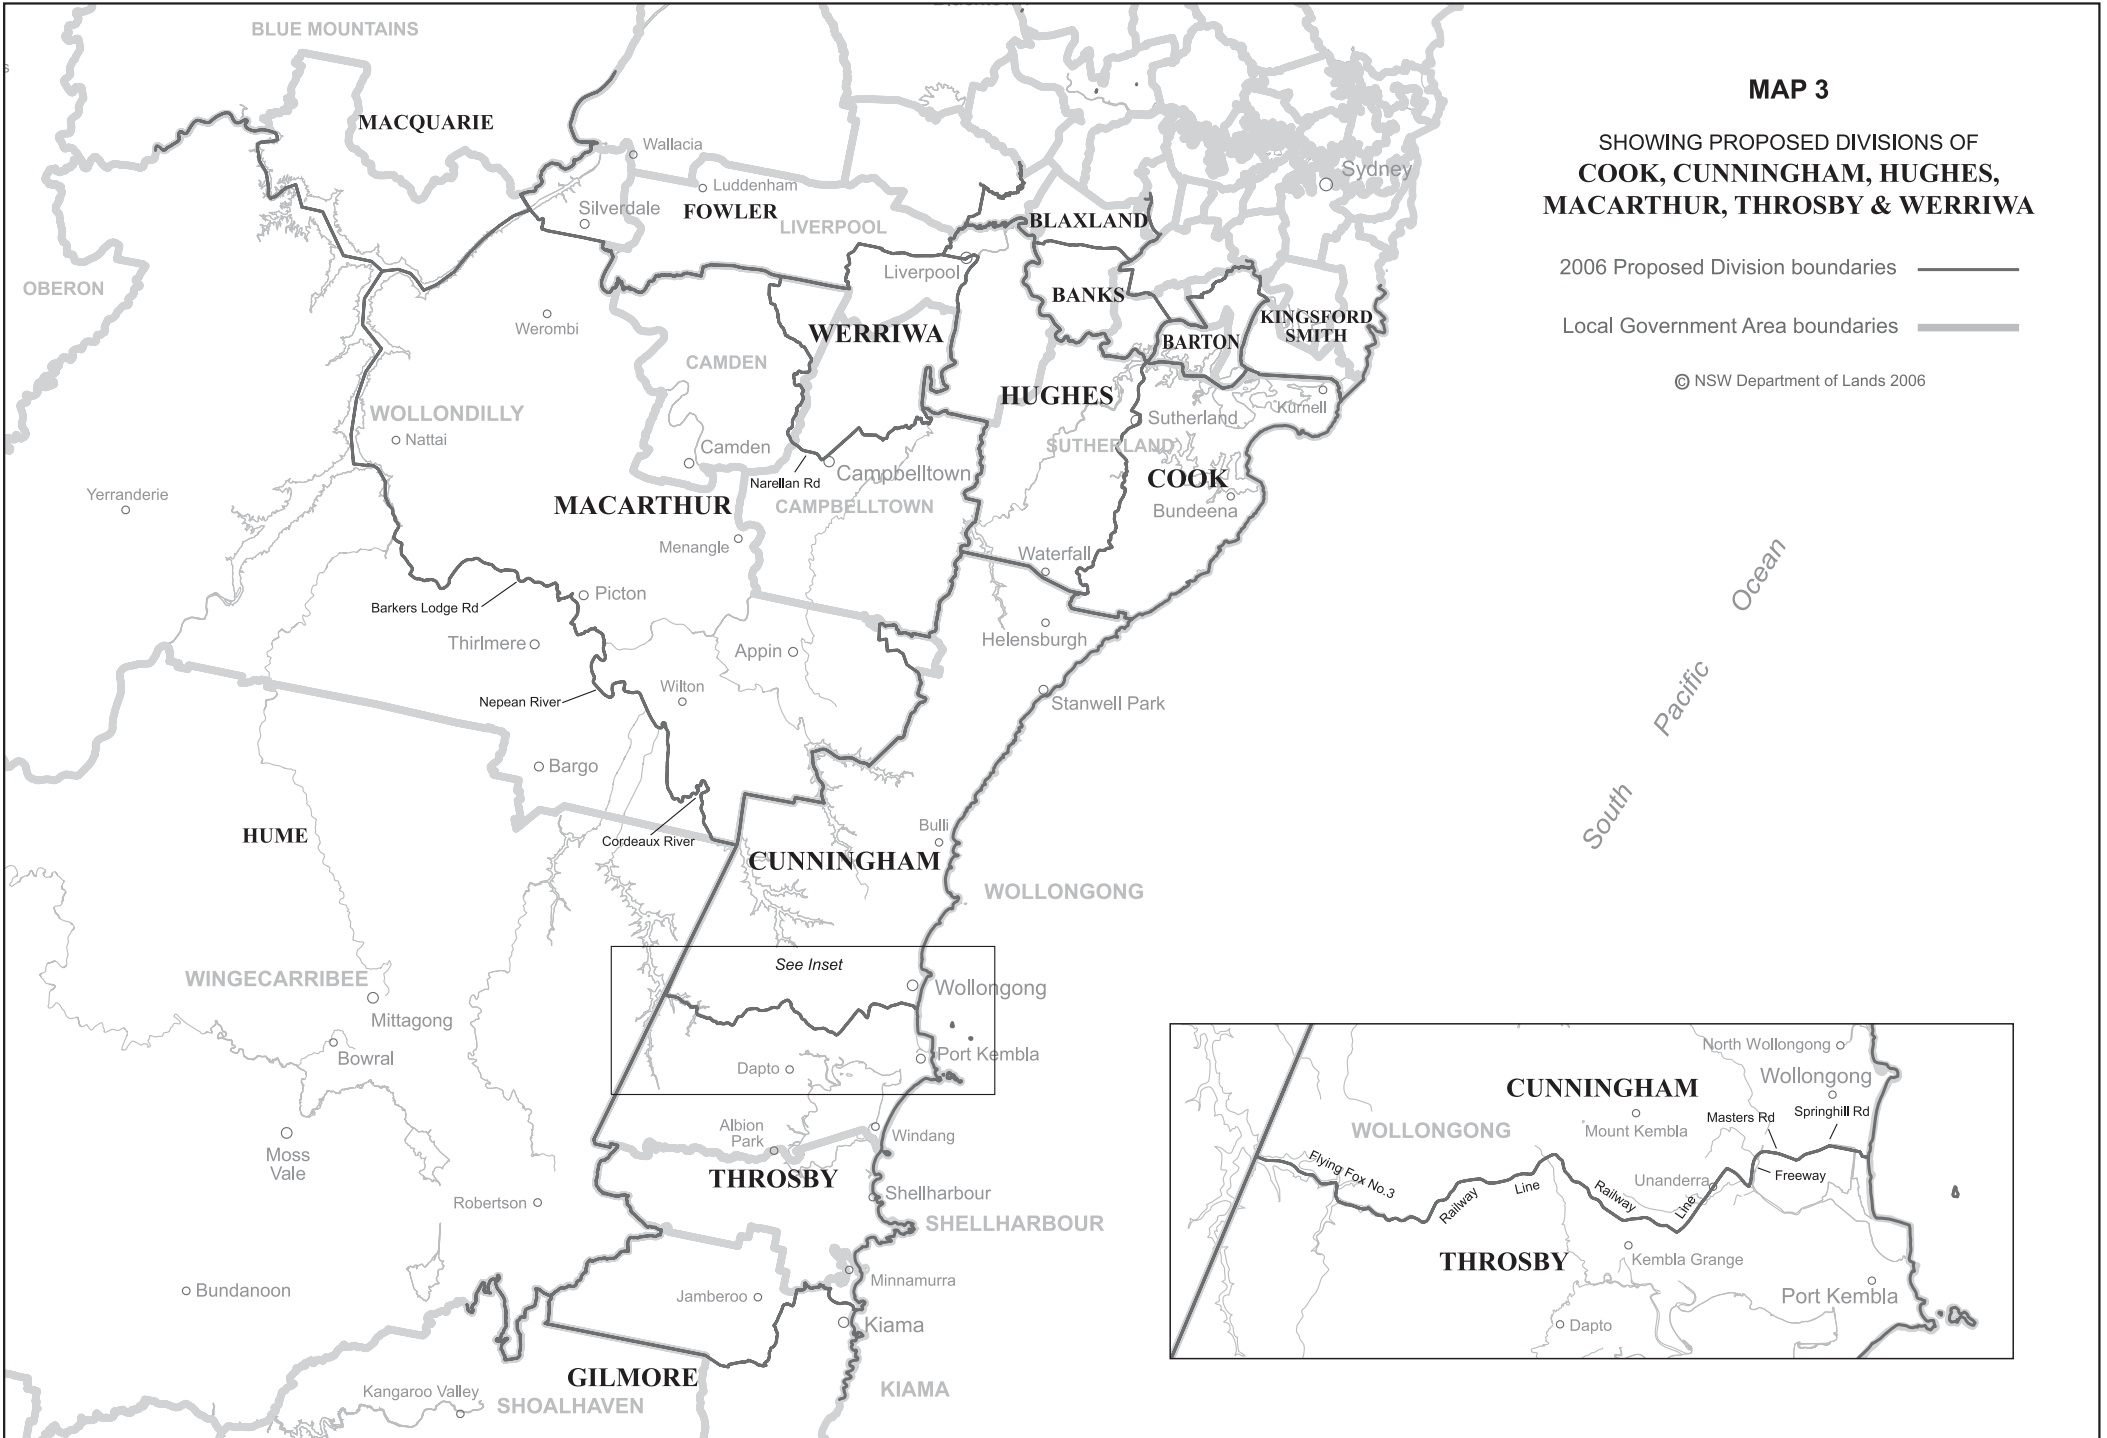 BLUE MOUNTAINS
MACQUARIE
Wallacia
Luddenham
FOWLER
Silverdale
LIVERPOOL
Sydney
BLAXLAND
Liverpool
OBERON
BANKS
Werombi
WERRIWA
BARTON
KINGSFORD
SMITH
CAMDEN
HUGHES
Kurnell
WOLLONDILLY
Nattai
Sutherland
SUTHERLAND
Camden
Campbelltown
Narellan Rd
COOK
Yerranderie
MACARTHUR
CAMPBELLTOWN
Bundeena
Menangle
Waterfall
Barkers Lodge Rd
Picton
Thirlmere
Appin
Helensburgh
Nepean River
Wilton
Stanwell Park
Bargo
HUME
Cordeaux River
Bulli
CUNNINGHAM
WOLLONGONG
See Inset
WINGECARRIBEE
Wollongong
Mittagong
Bowral
Dapto
Port Kembla
Albion
Park
Windang
Moss
Vale
THROSBY
Shellharbour
Robertson
SHELLHARBOUR
Minnamurra
Bundanoon
Jamberoo
Kiama
GILMORE
Kangaroo Valley
SHOALHAVEN
KIAMA
MAP 3
SHOWING PROPOSED DIVISIONS OF
COOK, CUNNINGHAM, HUGHES,
MACARTHUR, THROSBY & WERRIWA
2006 Proposed Division boundaries
Local Government Area boundaries
© NSW Department of Lands 2006
South Pacific Ocean
North Wollongong
Wollongong
CUNNINGHAM
Masters Rd
Springhill Rd
WOLLONGONG
Mount Kembla
Flying Fox No.3
Unanderra
Freeway
Railway
Line
Railway
Line
THROSBY
Kembla Grange
Port Kembla
Dapto